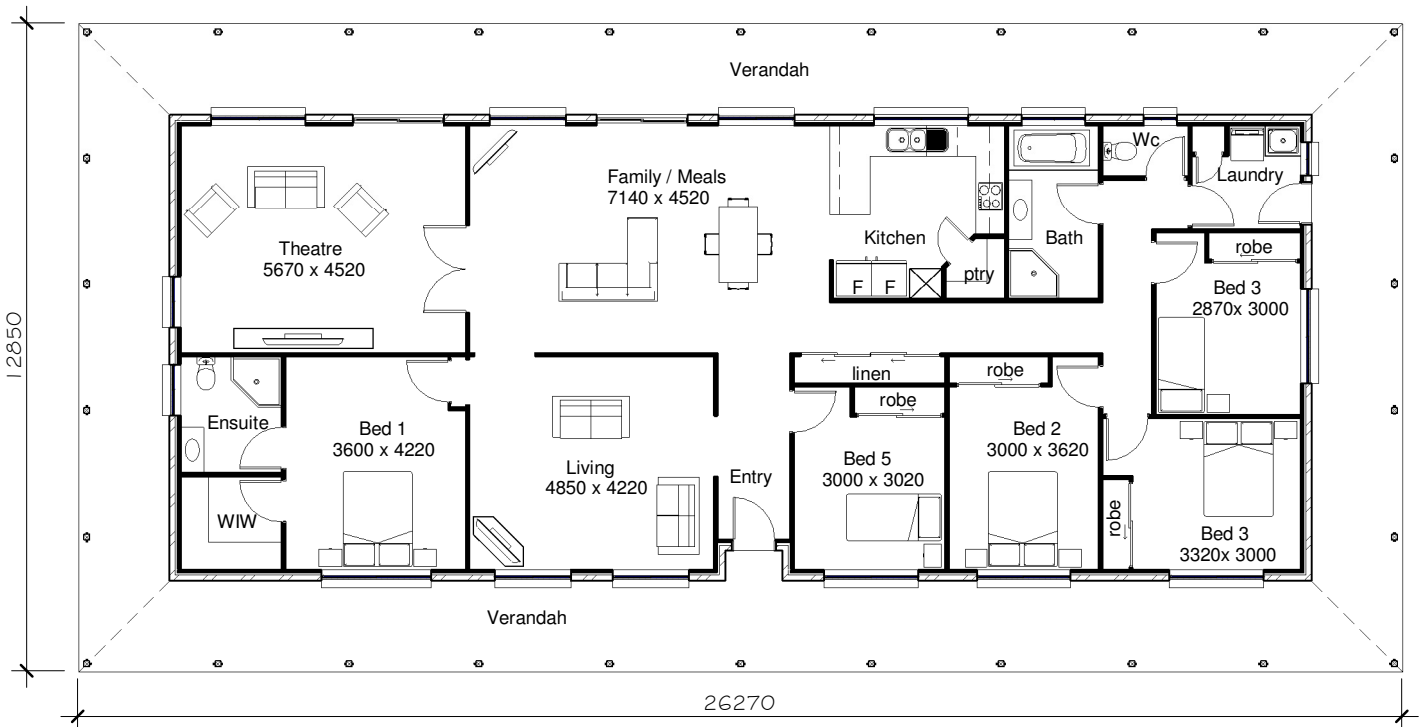 Verandah
Wc
Laundry
Family / Meals
7140 x 4520
Theatre
5670 x 4520
Kitchen
Bath
ptry
F F
robe
Bed 3
2870x 3000
12850
linen
robe
robe
Ensuite
Bed 1
3600 x 4220
Bed 2
3000 x 3620
Living
4850 x 4220
Entry
Bed 5
3000 x 3020
WIW
robe
Bed 3
3320x 3000
Verandah
26270